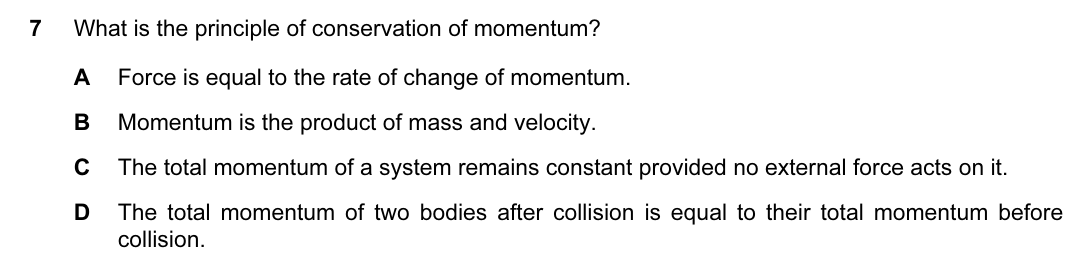 7 What is the principle of conservation of momentum?
A Force is equal to the rate of change of momentum.
B Momentum is the product of mass and velocity.
C The total momentum of a system remains constant provided no external force acts on it.
D The total momentum of two bodies after collision is equal to their total momentum before
collision.